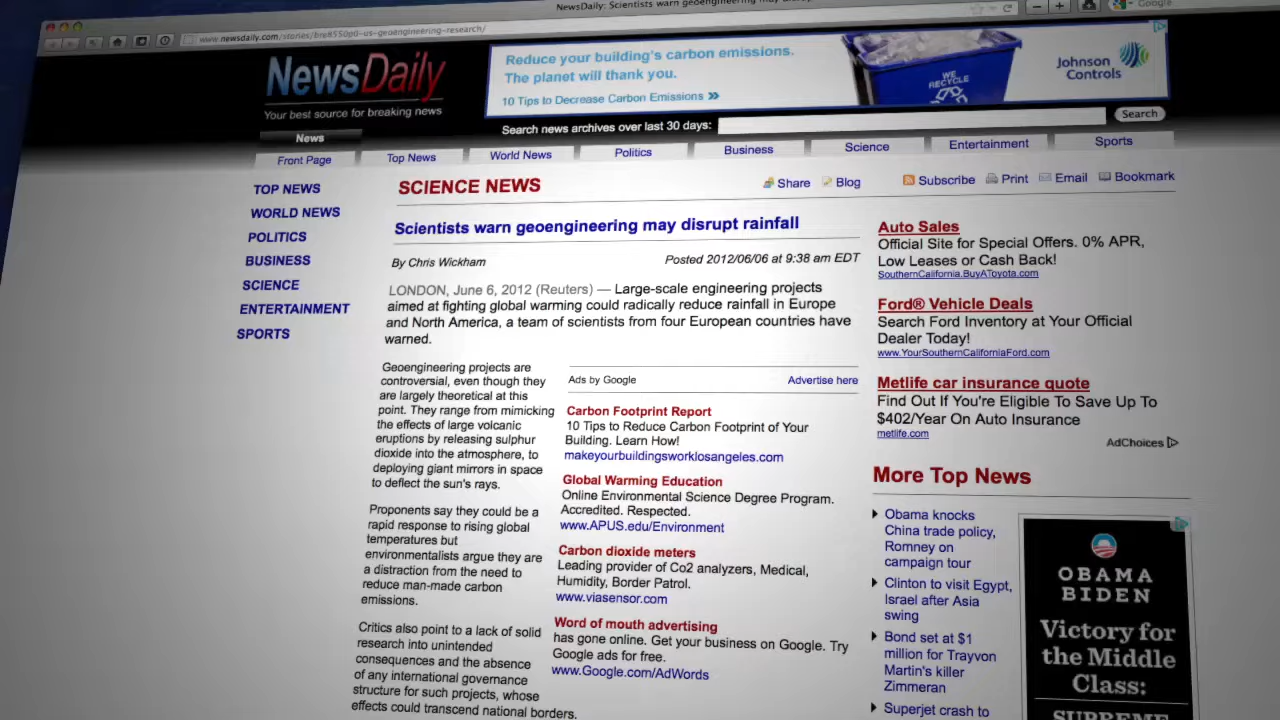 NewsDaily: Scientists warn geoengineering may
www.newsdaily.com/stories/bre8550p0-us-geoengineering-research/
Google
NewsDaily
Your best source for breaking news
Reduce your building's carbon emissions.
The planet will thank you.
10 Tips to Decrease Carbon Emissions »
WE
RECYCLE
Johnson
Controls
Search news archives over last 30 days:
Search
News
Front Page
Top News
World News
Politics
Business
Science
Entertainment
Sports
TOP NEWS
WORLD NEWS
POLITICS
BUSINESS
SCIENCE
ENTERTAINMENT
SPORTS
SCIENCE NEWS
Share
Blog
Subscribe
Print
Email
Bookmark
Scientists warn geoengineering may disrupt rainfall
By Chris Wickham
Posted 2012/06/06 at 9:38 am EDT
LONDON, June 6, 2012 (Reuters) — Large-scale engineering projects
aimed at fighting global warming could radically reduce rainfall in Europe
and North America, a team of scientists from four European countries have
warned.
Geoengineering projects are
controversial, even though they
are largely theoretical at this
point. They range from mimicking
the effects of large volcanic
eruptions by releasing sulphur
dioxide into the atmosphere, to
deploying giant mirrors in space
to deflect the sun's rays.
Proponents say they could be a
rapid response to rising global
temperatures but
environmentalists argue they are
a distraction from the need to
reduce man-made carbon
emissions.
Critics also point to a lack of solid
research into unintended
consequences and the absence
of any international governance
structure for such projects, whose
effects could transcend national borders.
Ads by Google
Advertise here
Carbon Footprint Report
10 Tips to Reduce Carbon Footprint of Your
Building. Learn How!
makeyourbuildingsworklosangeles.com
Global Warming Education
Online Environmental Science Degree Program.
Accredited. Respected.
www.APUS.edu/Environment
Carbon dioxide meters
Leading provider of Co2 analyzers, Medical,
Humidity, Border Patrol.
www.viasensor.com
Word of mouth advertising
has gone online. Get your business on Google. Try
Google ads for free.
www.Google.com/AdWords
Auto Sales
Official Site for Special Offers. 0% APR,
Low Leases or Cash Back!
SouthernCalifornia.BuyAToyota.com
Ford® Vehicle Deals
Search Ford Inventory at Your Official
Dealer Today!
www.YourSouthernCaliforniaFord.com
Metlife car insurance quote
Find Out If You're Eligible To Save Up To
$402/Year On Auto Insurance
metlife.com
AdChoices
More Top News
Obama knocks
China trade policy,
Romney on
campaign tour
Clinton to visit Egypt,
Israel after Asia
swing
Bond set at $1
million for Trayvon
Martin's killer
Zimmeran
Superjet crash to
OBAMA
BIDEN
Victory for
the Middle
Class:
SUPREME